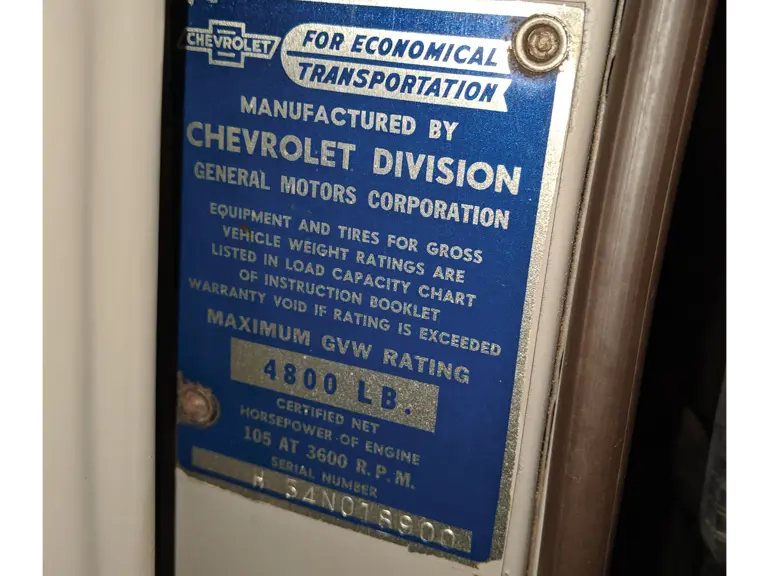 CHEVROLET
FOR ECONOMICAL
TRANSPORTATION
MANUFACTURED BY
CHEVROLET DIVISION
GENERAL MOTORS CORPORATION
EQUIPMENT AND TIRES FOR GROSS
VEHICLE WEIGHT RATINGS ARE
LISTED IN LOAD CAPACITY CHART
OF INSTRUCTION BOOKLET
WARRANTY VOID IF RATING IS EXCEEDED
MAXIMUM GVW RATING
4800 LB.
CERTIFIED NET
HORSEPOWER OF ENGINE
105 AT 3600 R.P.M.
SERIAL NUMBER
H 54N018900